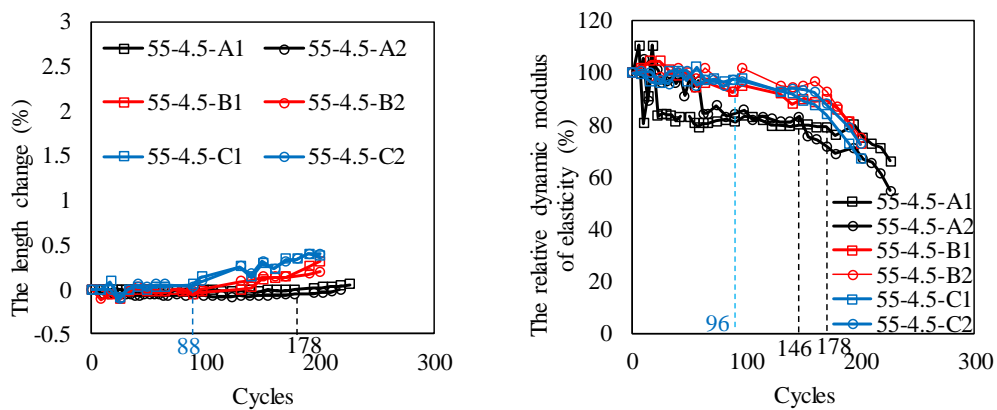 The length change (%)
3
2.5
2
1.5
1
0.5
0
-0.5
55-4.5-A1
55-4.5-A2
55-4.5-B1
55-4.5-B2
55-4.5-C1
55-4.5-C2
0
100
200
300
88
178
Cycles
The relative dynamic modulus
of elasticity (%)
120
100
80
60
40
20
0
55-4.5-A1
55-4.5-A2
55-4.5-B1
55-4.5-B2
55-4.5-C1
55-4.5-C2
96
146
178
0
100
200
300
Cycles